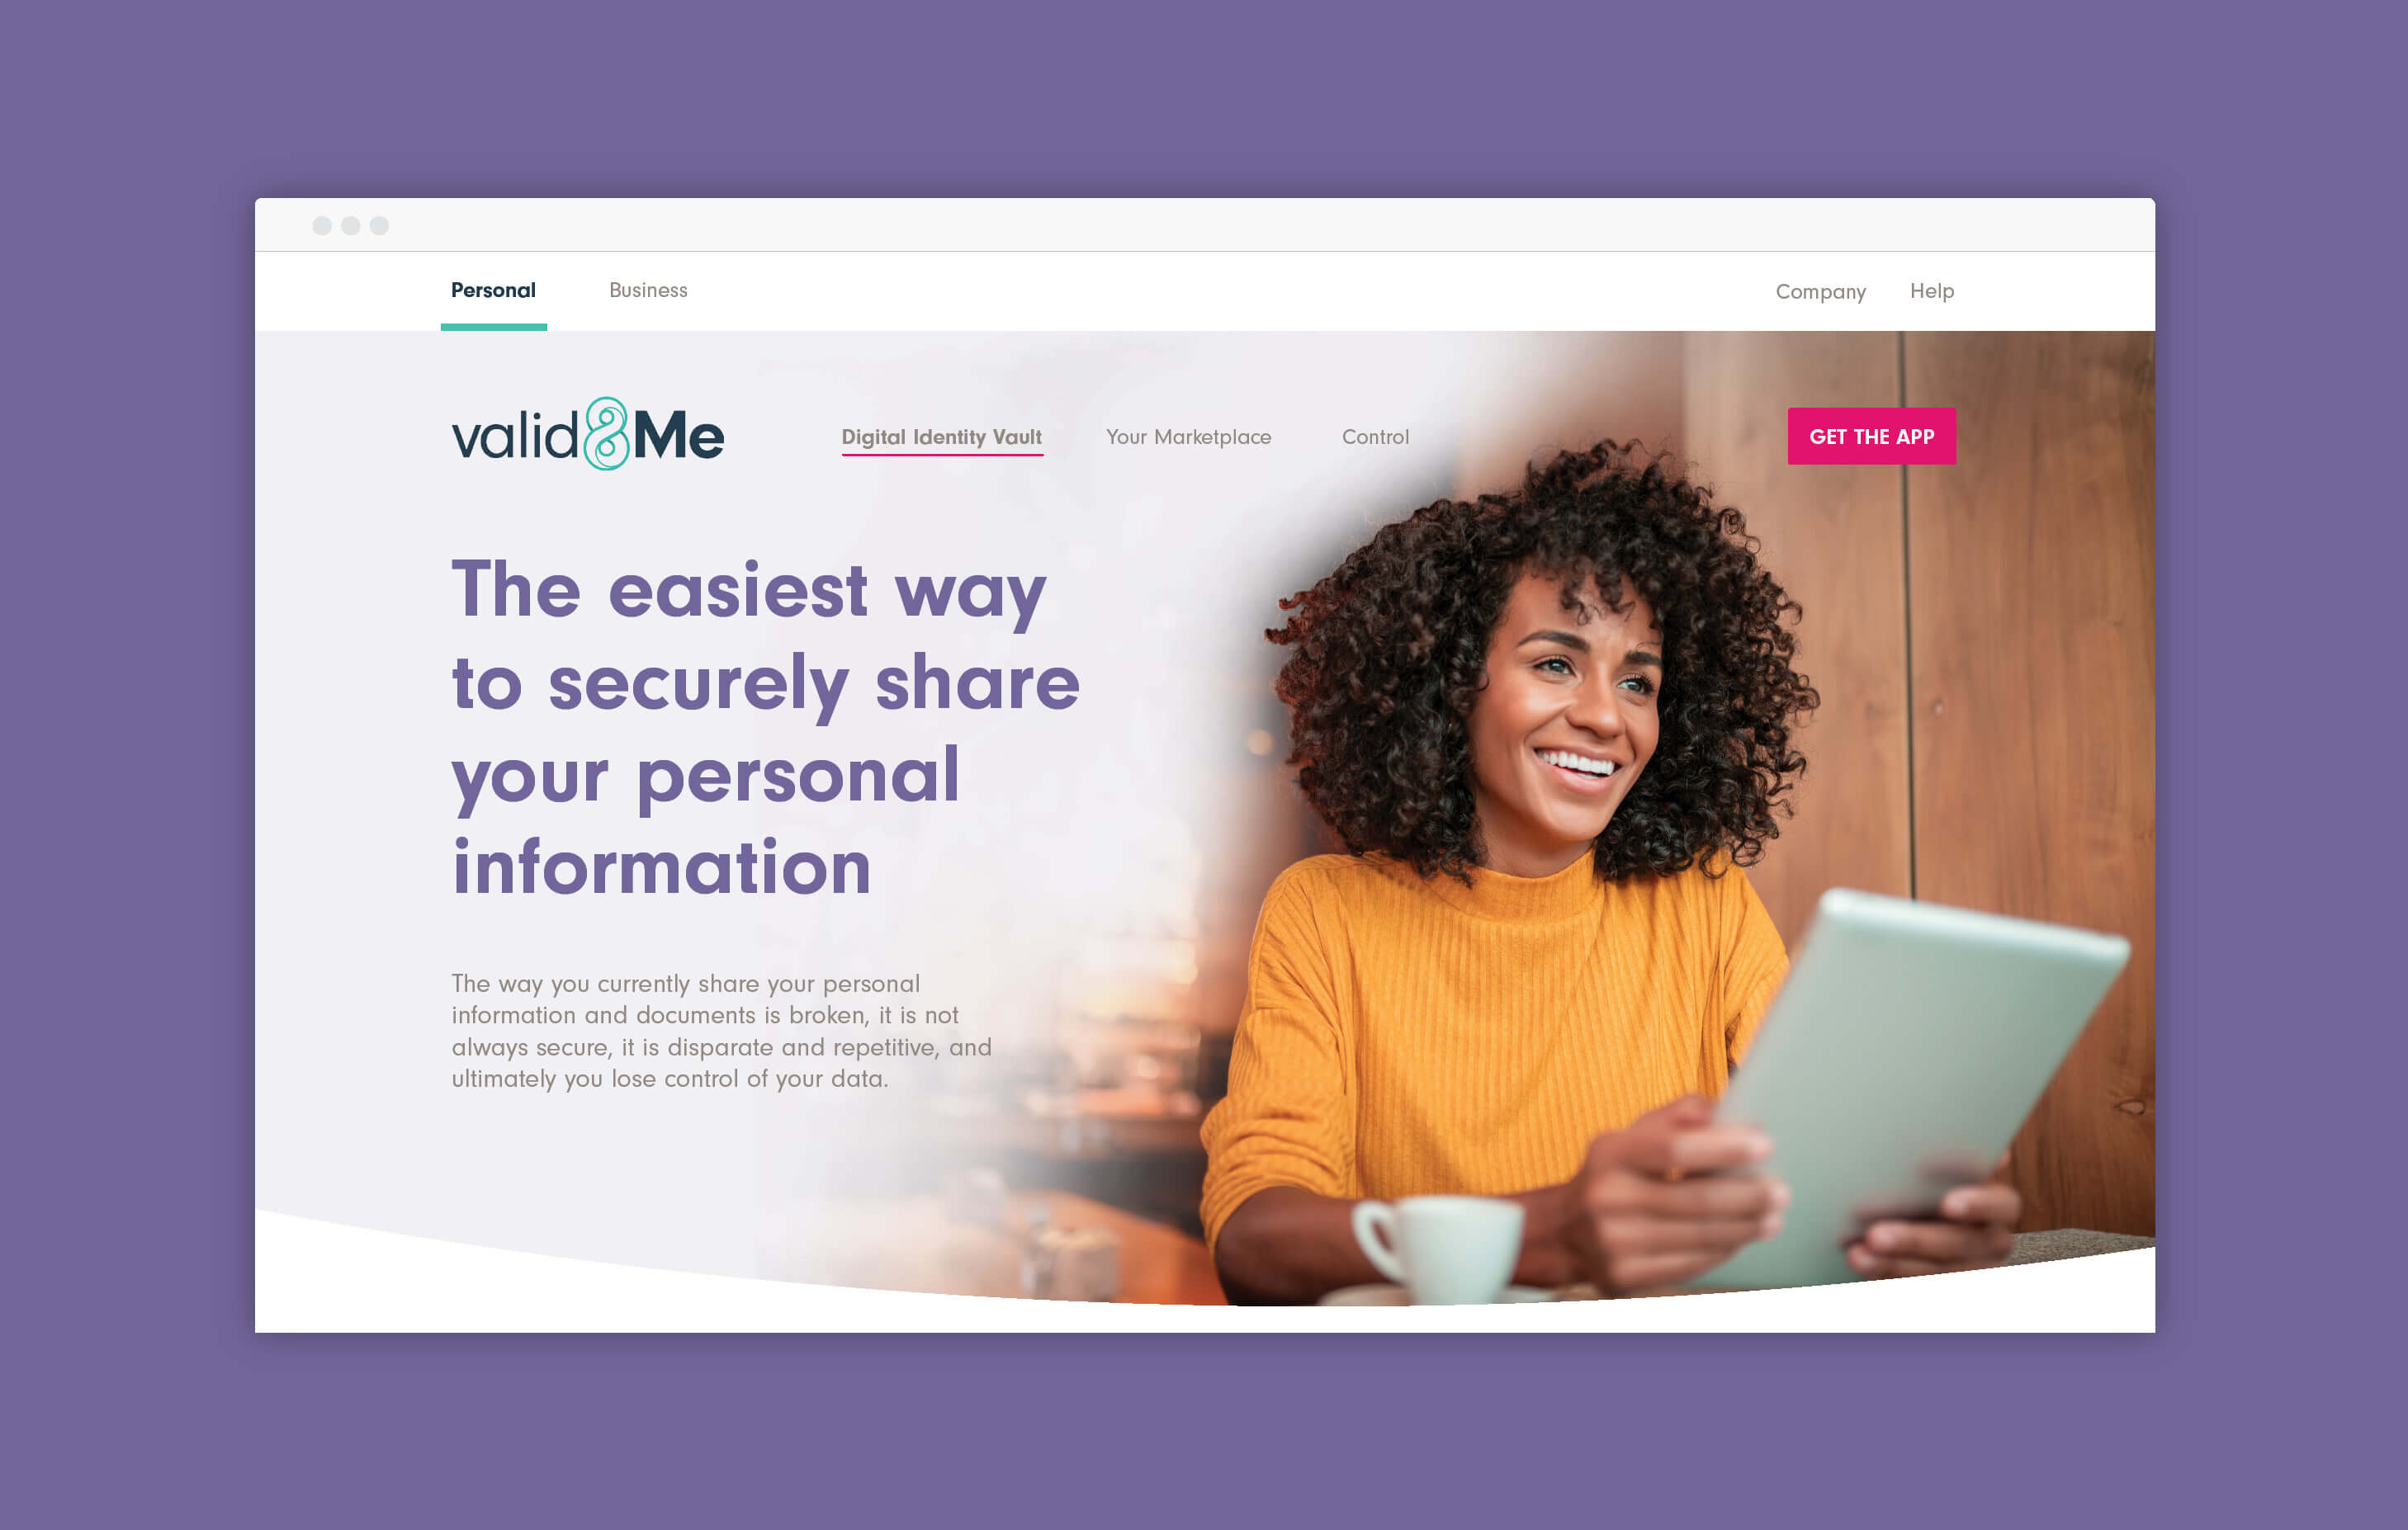 Personal
Business
Company
Help
valid8Me
Digital Identity Vault
Your Marketplace
Control
GET THE APP
The easiest way
to securely share
your personal
information
The way you currently share your personal
information and documents is broken, it is not
always secure, it is disparate and repetitive, and
ultimately you lose control of your data.